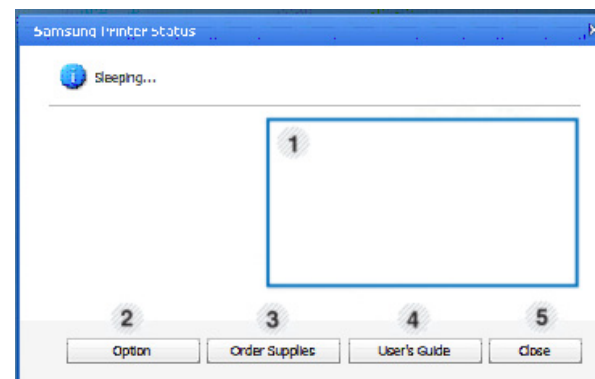 Samsung Printer Status
Sleeping...
1
2 3 4 5
Option Order Supplies User's Guide Close